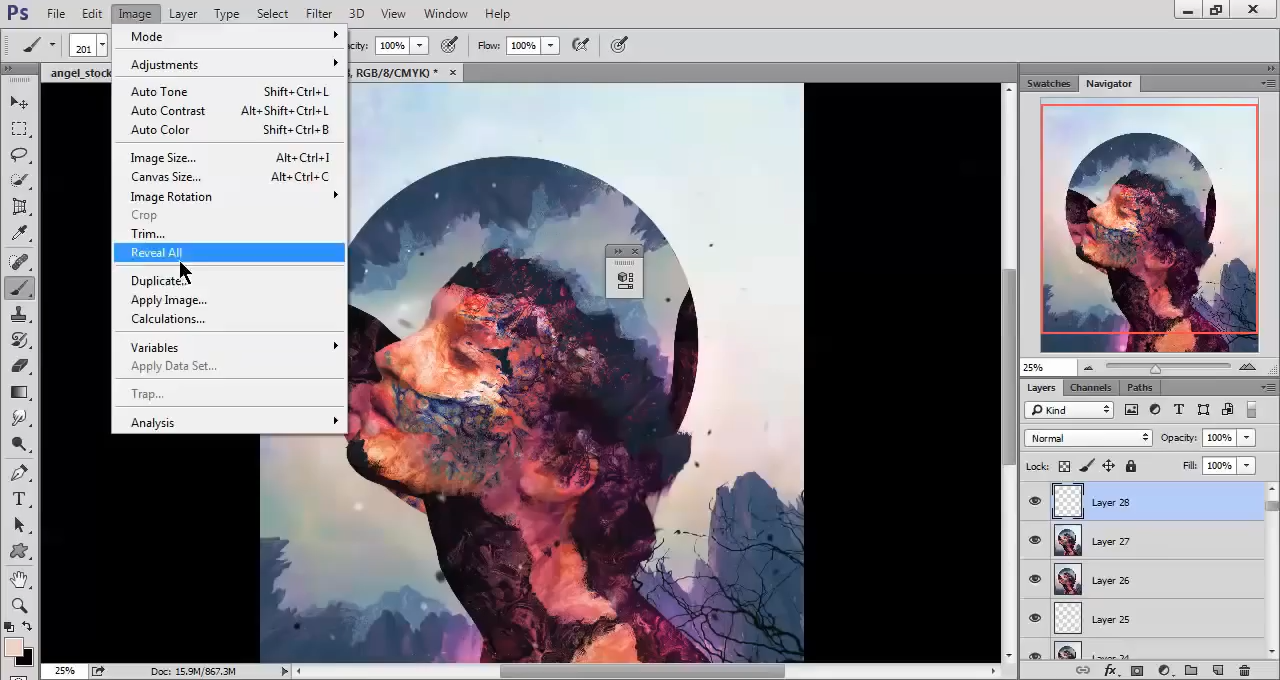 Ps File Edit Image Layer Type Select Filter 3D View Window Help
201 100% Flow: 100%
angel_stock RGB/8/CMYK) *
Mode
Adjustments
Auto Tone Shift+Ctrl+L
Auto Contrast Alt+Shift+Ctrl+L
Auto Color Shift+Ctrl+B
Image Size... Alt+Ctrl+I
Canvas Size... Alt+Ctrl+C
Image Rotation
Crop
Trim...
Reveal All
Duplicate..
Apply Image...
Calculations...
Variables
Apply Data Set...
Trap...
Analysis
Swatches Navigator
25%
Layers Channels Paths
Kind
Normal Opacity: 100%
Lock: Fill: 100%
Layer 28
Layer 27
Layer 26
Layer 25
25% Doc: 15.9M/867.3M